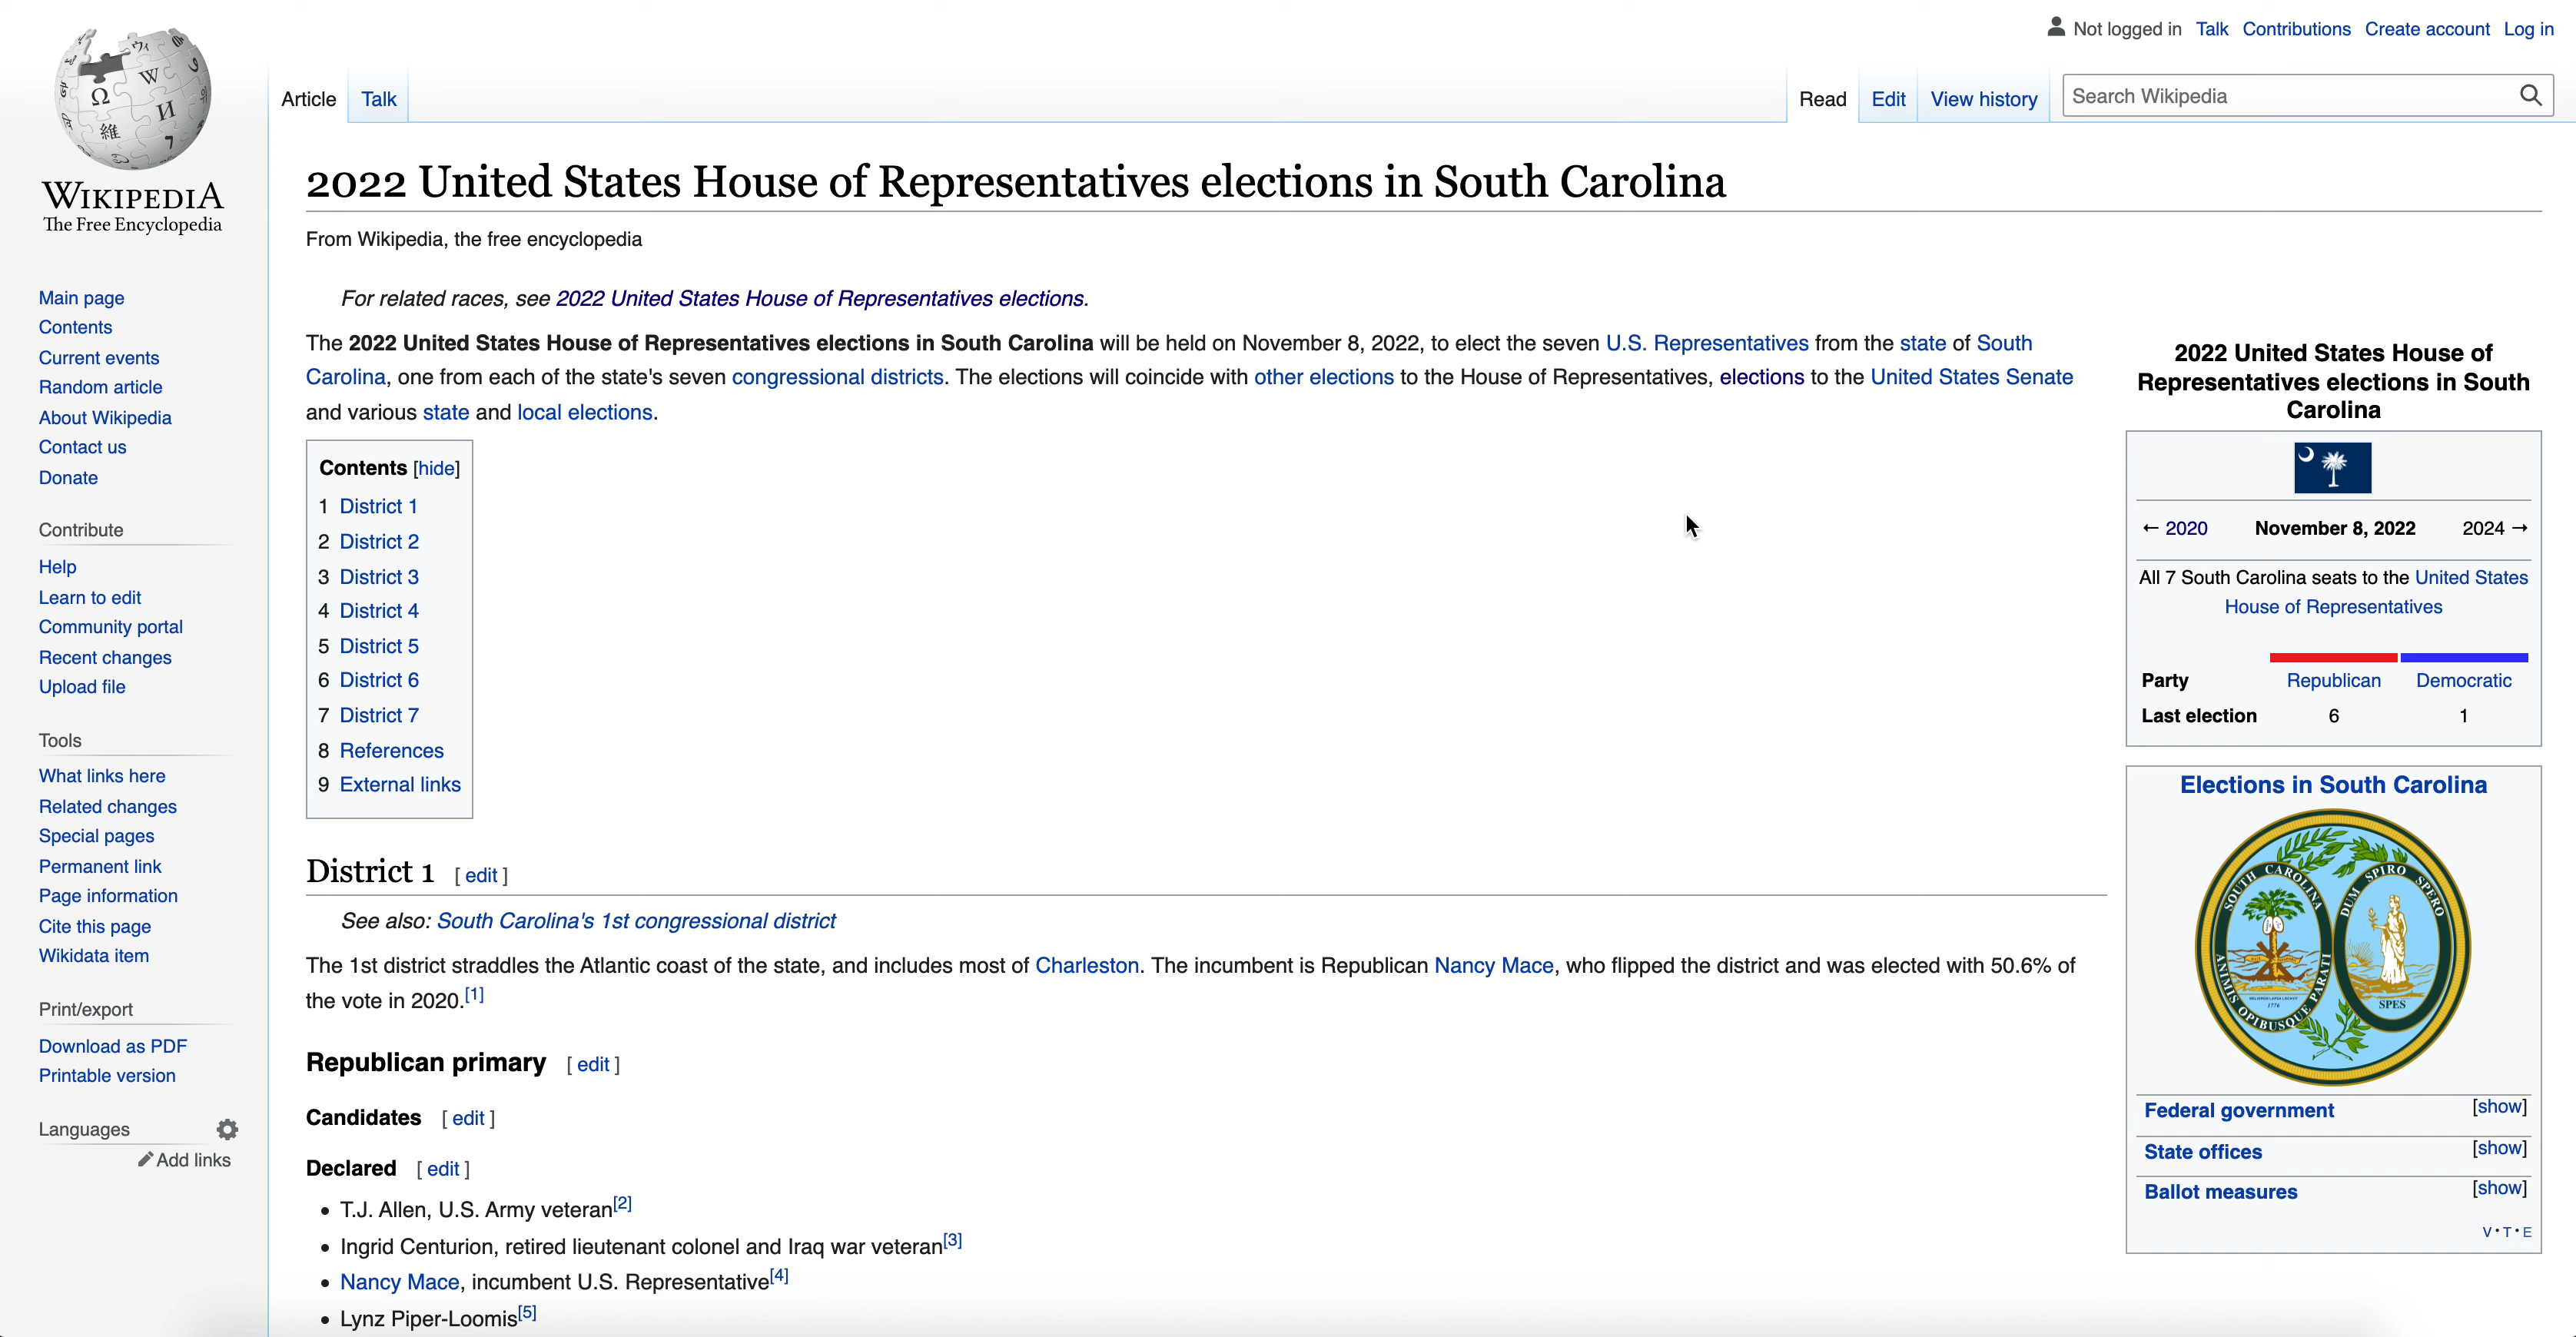 Not logged in Talk Contributions Create account Log in
Article Talk Read Edit View history Search Wikipedia
WIKIPEDIA
The Free Encyclopedia
Main page
Contents
Current events
Random article
About Wikipedia
Contact us
Donate
Contribute
Help
Learn to edit
Community portal
Recent changes
Upload file
Tools
What links here
Related changes
Special pages
Permanent link
Page information
Cite this page
Wikidata item
Print/export
Download as PDF
Printable version
Languages
Add links
2022 United States House of Representatives elections in South Carolina
From Wikipedia, the free encyclopedia
For related races, see 2022 United States House of Representatives elections.
The 2022 United States House of Representatives elections in South Carolina will be held on November 8, 2022, to elect the seven U.S. Representatives from the state of South
Carolina, one from each of the state's seven congressional districts. The elections will coincide with other elections to the House of Representatives, elections to the United States Senate
and various state and local elections.
Contents [hide]
1 District 1
2 District 2
3 District 3
4 District 4
5 District 5
6 District 6
7 District 7
8 References
9 External links
District 1 [ edit ]
See also: South Carolina's 1st congressional district
The 1st district straddles the Atlantic coast of the state, and includes most of Charleston. The incumbent is Republican Nancy Mace, who flipped the district and was elected with 50.6% of
the vote in 2020.[1]
Republican primary [ edit ]
Candidates [ edit ]
Declared [ edit ]
• T.J. Allen, U.S. Army veteran[2]
• Ingrid Centurion, retired lieutenant colonel and Iraq war veteran[3]
• Nancy Mace, incumbent U.S. Representative[4]
• Lynz Piper-Loomis[5]
2022 United States House of
Representatives elections in South
Carolina
← 2020 November 8, 2022 2024 →
All 7 South Carolina seats to the United States
House of Representatives
Party Republican Democratic
Last election 6 1
Elections in South Carolina
SOUTH CAROLINA
ANIMIS OPIBUSQUE PARATI
DUM SPIRO SPERO
SPES
1776
Federal government [show]
State offices [show]
Ballot measures [show]
V · T · E